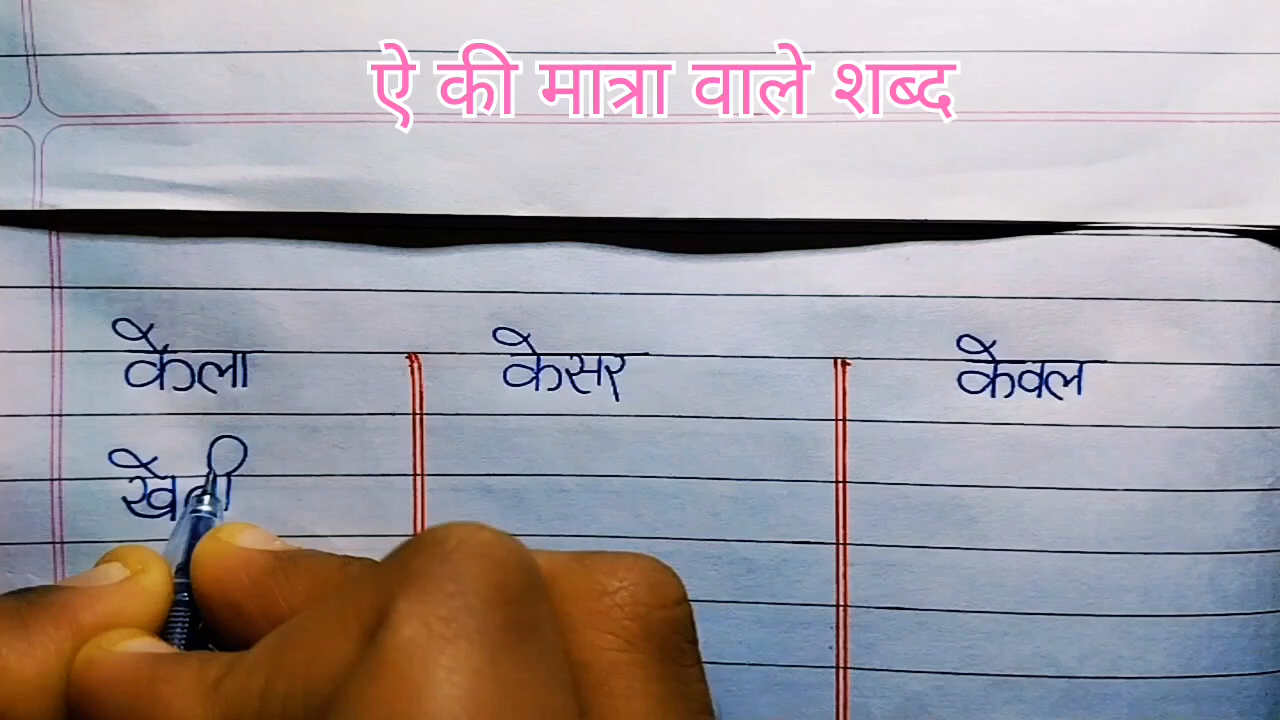 ऐ की मात्रा वाले शब्द
केला केसर केवल
खेती